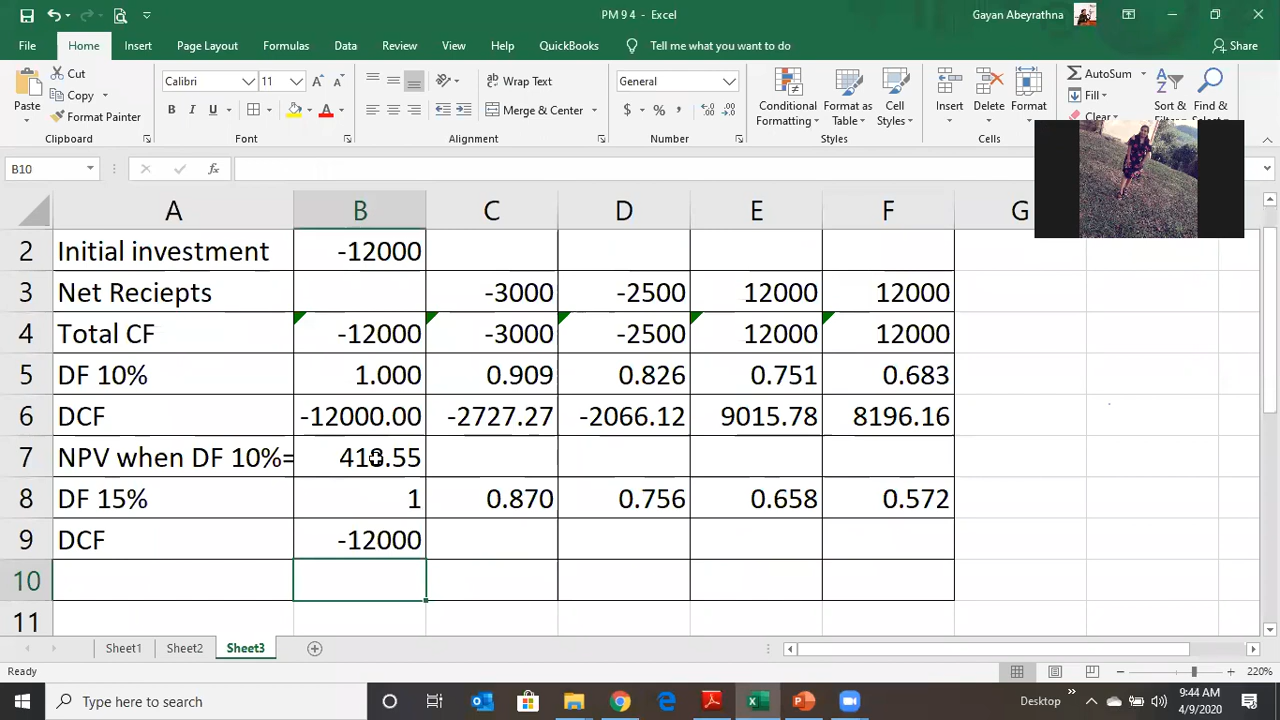 PM 9 4 - Excel
Gayan Abeyrathna
File Home Insert Page Layout Formulas Data Review View Help QuickBooks Tell me what you want to do Share
Paste
Cut
Copy
Format Painter
Clipboard
Calibri 11
B I U
Font
Wrap Text
Merge & Center
Alignment
General
$ % ,
Number
Conditional Formatting
Format as Table
Cell Styles
Styles
Insert
Delete
Format
Cells
AutoSum
Fill
Clear
Sort &
Find &
B10
fx
A B C D E F G
2 Initial investment -12000
3 Net Reciepts -3000 -2500 12000 12000
4 Total CF -12000 -3000 -2500 12000 12000
5 DF 10% 1.000 0.909 0.826 0.751 0.683
6 DCF -12000.00 -2727.27 -2066.12 9015.78 8196.16
7 NPV when DF 10%=
8 DF 15% 1 0.870 0.756 0.658 0.572
9 DCF -12000
10
11
Sheet1 Sheet2 Sheet3
Ready
220%
Type here to search
Desktop
9:44 AM
4/9/2020